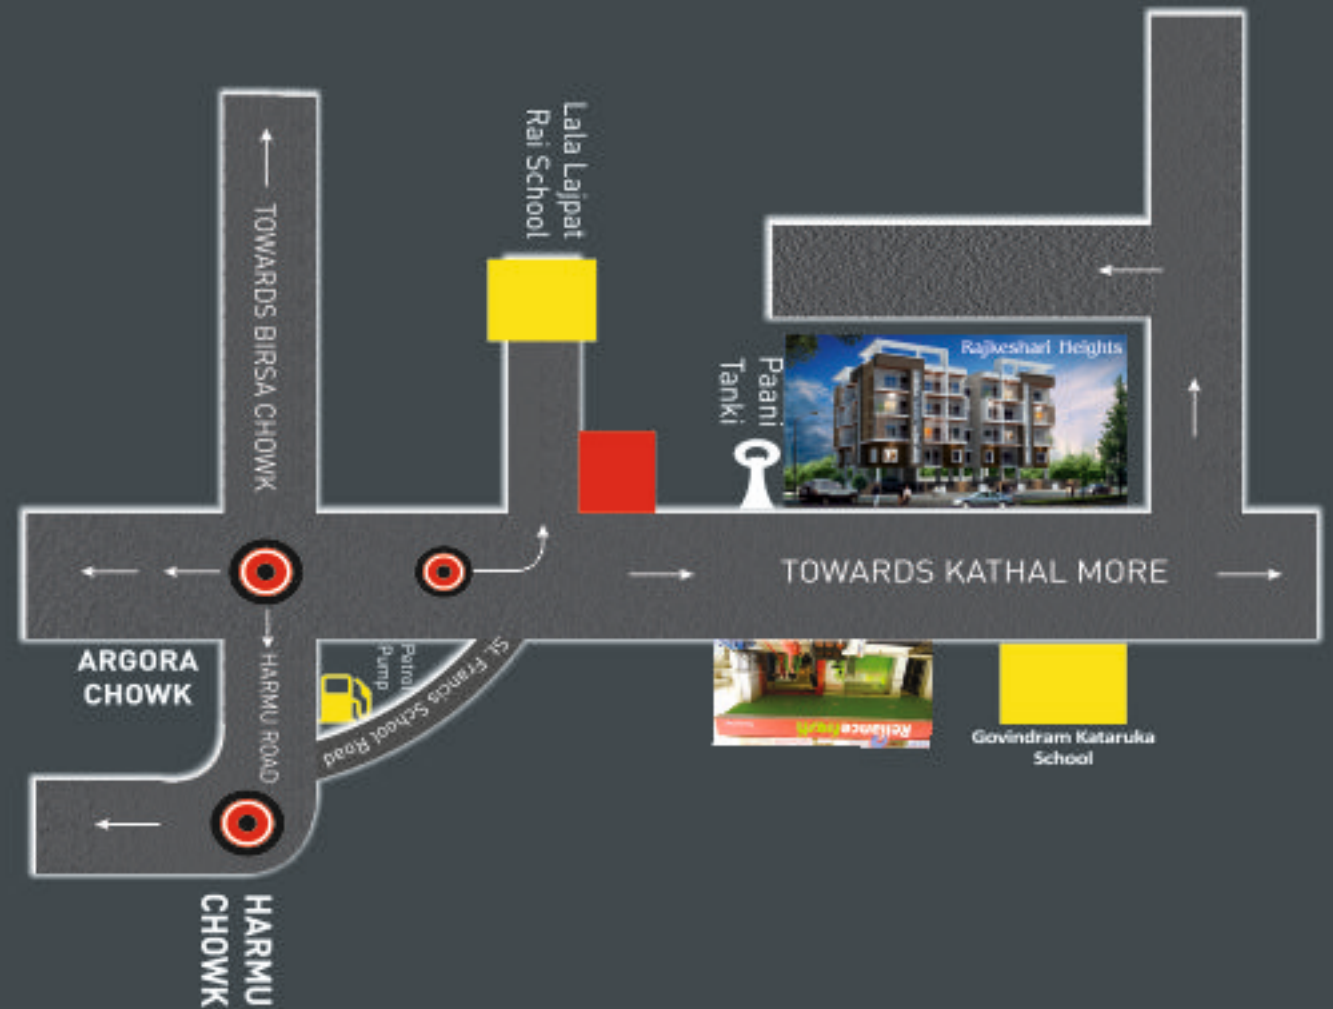 Lala Lajpat
Rai School
TOWARDS BIRSA CHOWK
Rajkeshari Heights
Paani
Tanki
TOWARDS KATHAL MORE
ARGORA
CHOWK
HARMU ROAD
Petrol
Pump
St. Francis School Road
Reliance fresh
Govindram Kataruka
School
HARMU
CHOWK